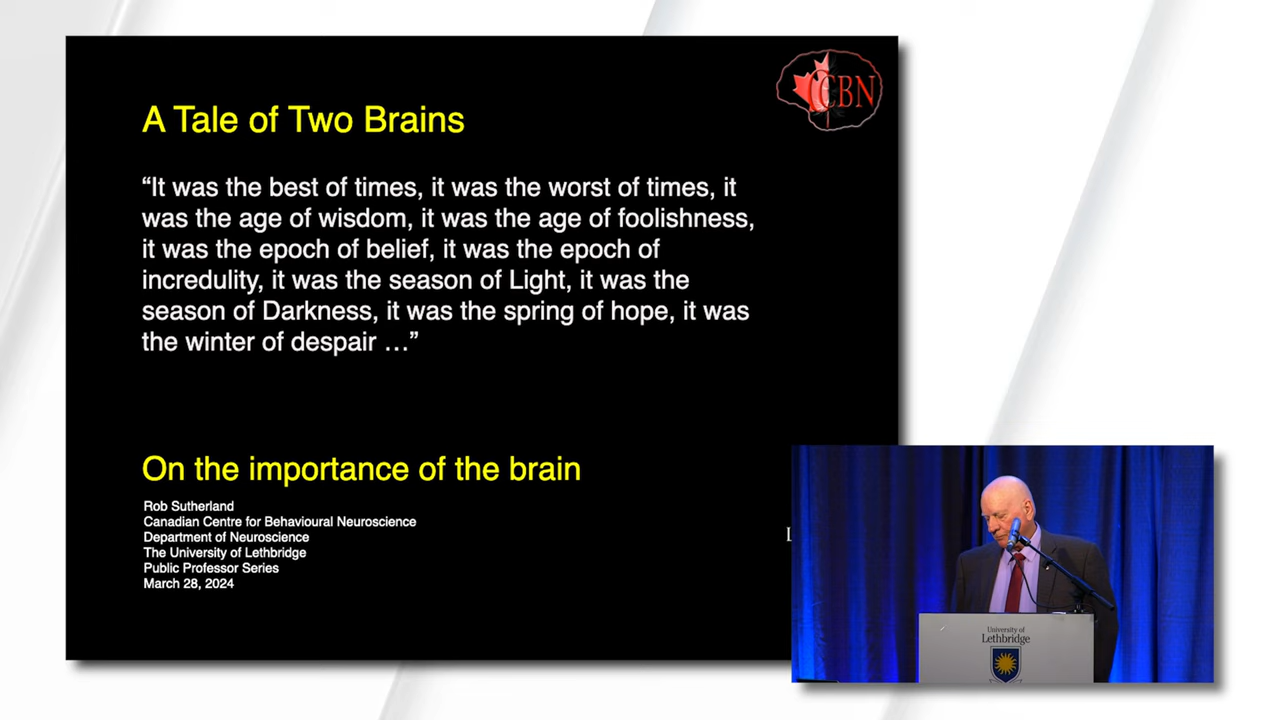 CCBN
A Tale of Two Brains
“It was the best of times, it was the worst of times, it
was the age of wisdom, it was the age of foolishness,
it was the epoch of belief, it was the epoch of
incredulity, it was the season of Light, it was the
season of Darkness, it was the spring of hope, it was
the winter of despair …”
On the importance of the brain
Rob Sutherland
Canadian Centre for Behavioural Neuroscience
Department of Neuroscience
The University of Lethbridge
Public Professor Series
March 28, 2024
L
University of
Lethbridge